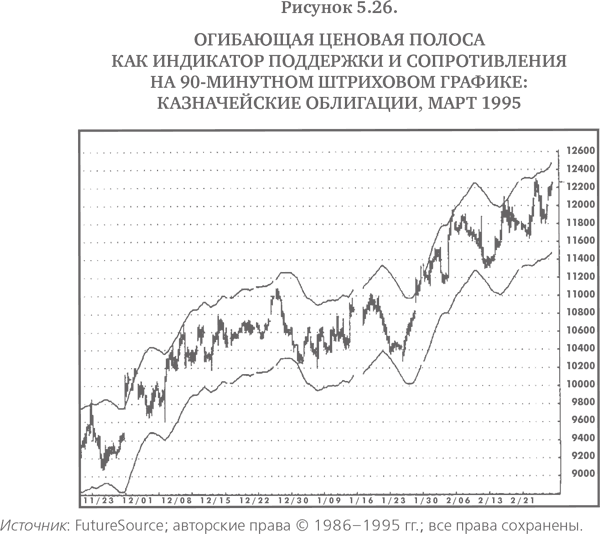 Рисунок 5.26.
ОГИБАЮЩАЯ ЦЕНОВАЯ ПОЛОСА
КАК ИНДИКАТОР ПОДДЕРЖКИ И СОПРОТИВЛЕНИЯ
НА 90-МИНУТНОМ ШТРИХОВОМ ГРАФИКЕ:
КАЗНАЧЕЙСКИЕ ОБЛИГАЦИИ, МАРТ 1995
12600
12400
12200
12000
11800
11600
11400
11200
11000
10800
10600
10400
10200
10000
9800
9600
9400
9200
9000
11/23 12/01 12/08 12/15 12/22 12/30 1/09 1/16 1/23 1/30 2/06 2/13 2/21
Источник: FutureSource; авторские права © 1986–1995 гг.; все права сохранены.